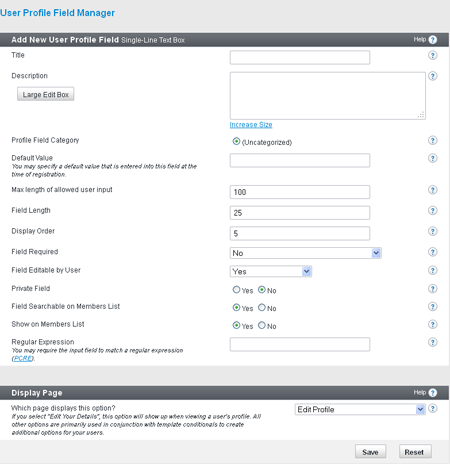 User Profile Field Manager
Add New User Profile Field Single-Line Text Box Help ?
Title ?
Description ?
Large Edit Box
Increase Size
Profile Field Category (Uncategorized) ?
Default Value ?
You may specify a default value that is entered into this field at the
time of registration.
Max length of allowed user input 100 ?
Field Length 25 ?
Display Order 5 ?
Field Required No ?
Field Editable by User Yes ?
Private Field Yes No ?
Field Searchable on Members List Yes No ?
Show on Members List Yes No ?
Regular Expression ?
You may require the input field to match a regular expression
(PCRE).
Display Page Help ?
Which page displays this option? Edit Profile ?
If you select "Edit Your Details", this option will show up when viewing a user's profile. All
other options are primarily used in conjunction with template conditionals to create
additional options for your users.
Save Reset